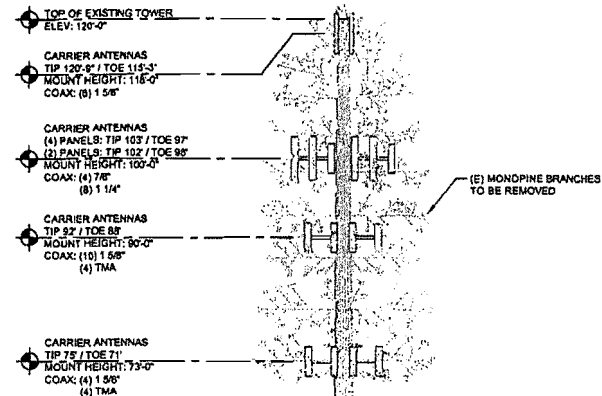 TOP OF EXISTING TOWER
ELEV: 120'-0"
CARRIER ANTENNAS
TIP 120'-9" / TOE 115'-3"
MOUNT HEIGHT: 118'-0"
COAX: (6) 1 5/8"
CARRIER ANTENNAS
(4) PANELS: TIP 103' / TOE 97'
(2) PANELS: TIP 102' / TOE 98'
MOUNT HEIGHT: 100'-0"
COAX: (4) 7/8"
(8) 1 1/4"
(E) MONOPINE BRANCHES
TO BE REMOVED
CARRIER ANTENNAS
TIP 92' / TOE 88'
MOUNT HEIGHT: 90'-0"
COAX: (10) 1 5/8"
(4) TMA
CARRIER ANTENNAS
TIP 75' / TOE 71'
MOUNT HEIGHT: 73'-0"
COAX: (4) 1 5/8"
(4) TMA